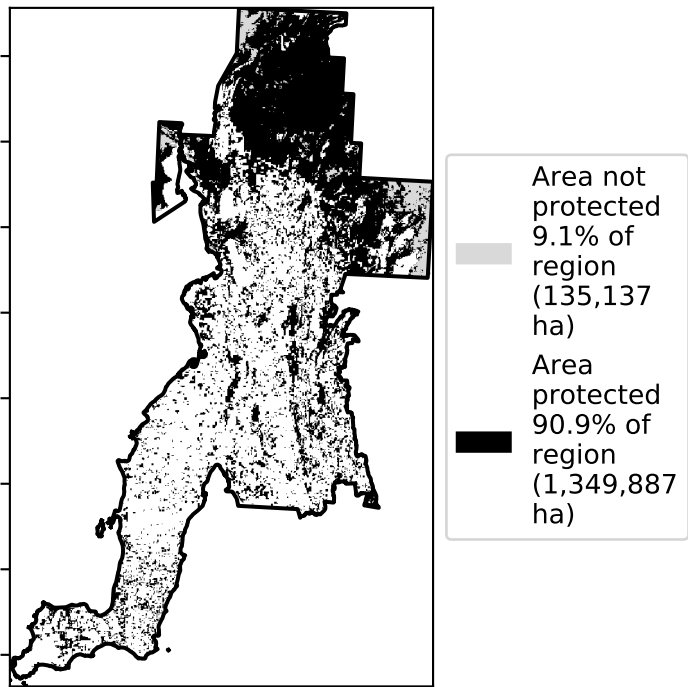 Area not
protected
9.1% of
region
(135,137
ha)
Area
protected
90.9% of
region
(1,349,887
ha)